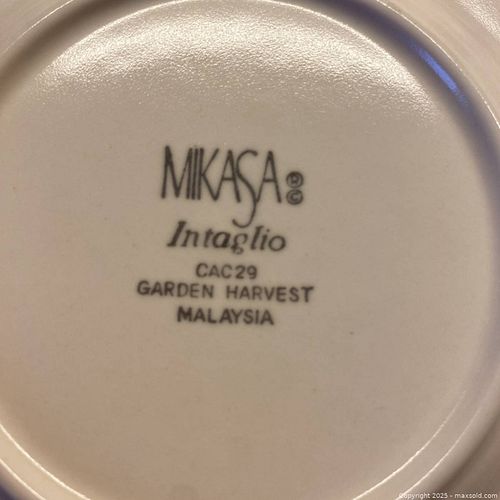 MIKASA ® ©
Intaglio
CAC29
GARDEN HARVEST
MALAYSIA
Copyright 2025 - maxsold.com